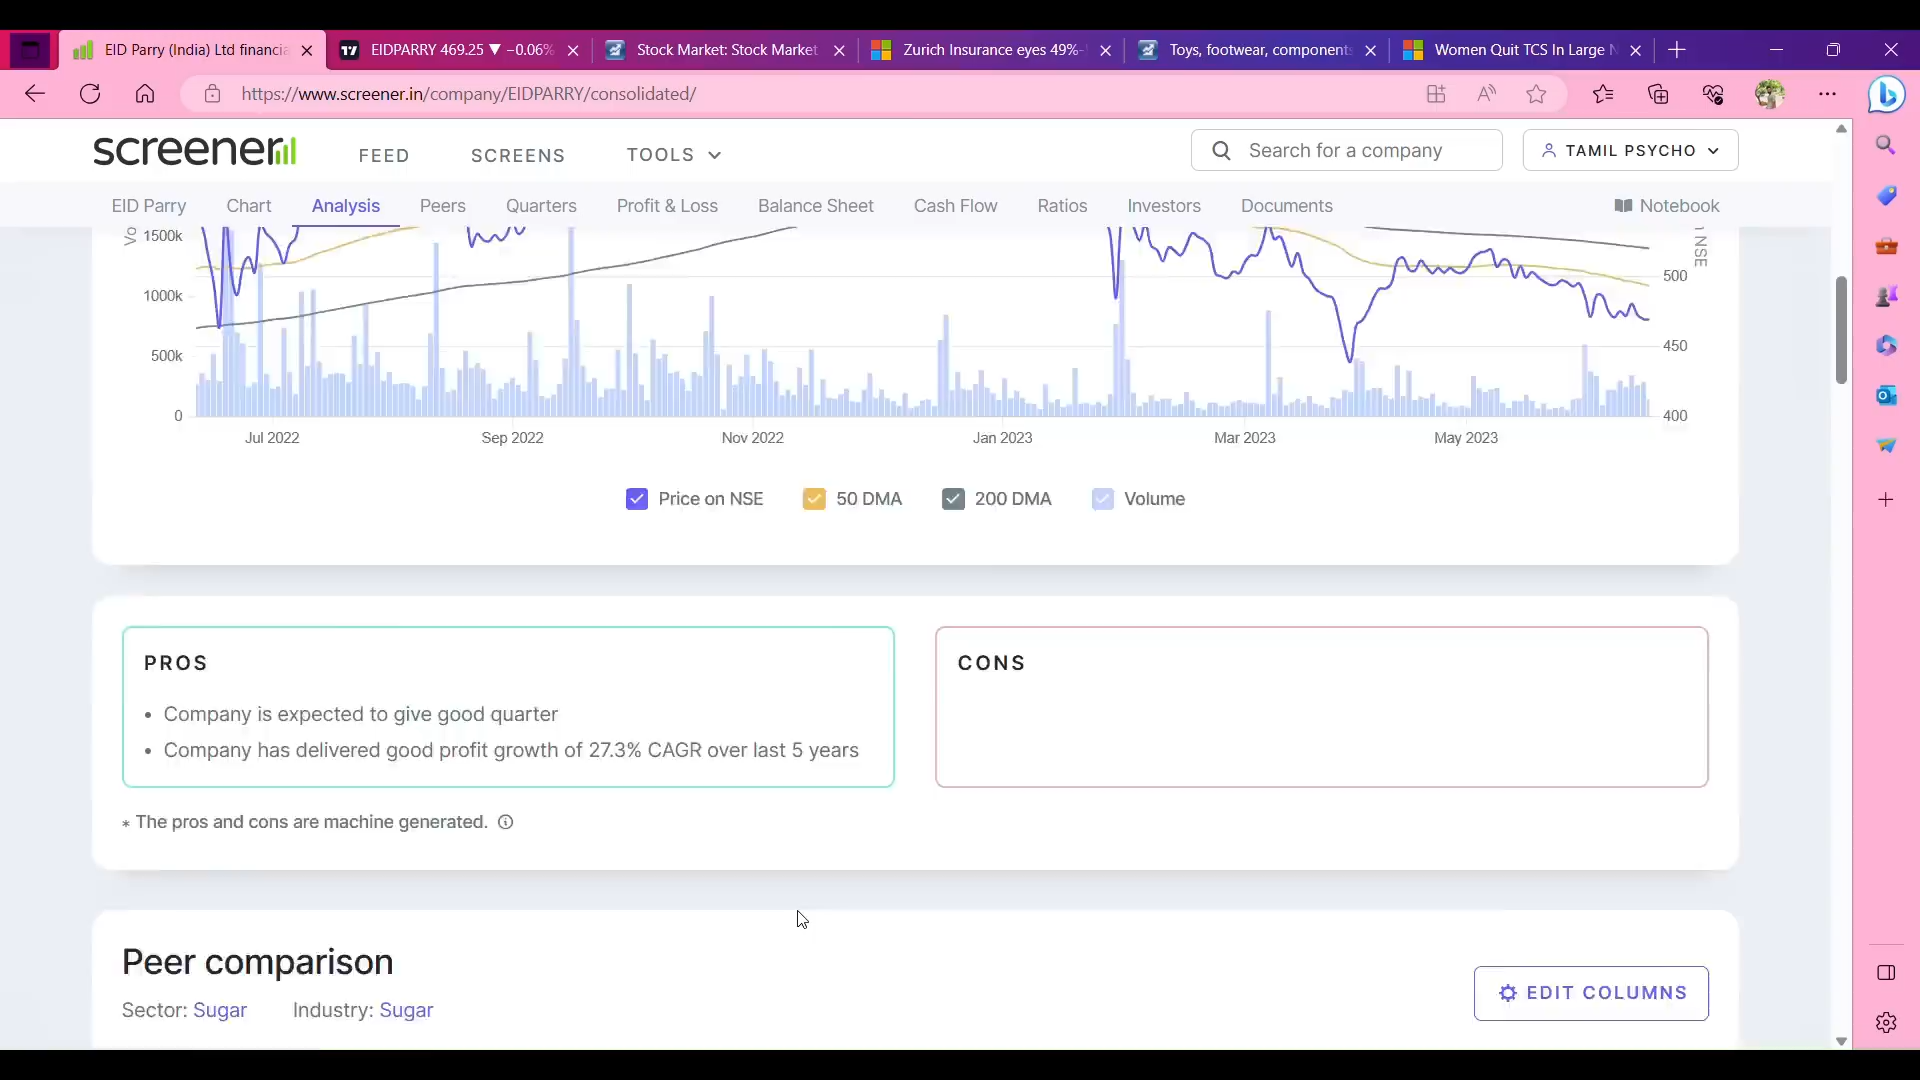 EID Parry (India) Ltd financia
EIDPARRY 469.25 ▼ −0.06%
Stock Market: Stock Market
Zurich Insurance eyes 49%-
Toys, footwear, components
Women Quit TCS In Large N
https://www.screener.in/company/EIDPARRY/consolidated/
screener
FEED
SCREENS
TOOLS
Search for a company
TAMIL PSYCHO
EID Parry
Chart
Analysis
Peers
Quarters
Profit & Loss
Balance Sheet
Cash Flow
Ratios
Investors
Documents
Notebook
Vo
1500k
1000k
500k
0
n NSE
500
450
400
Jul 2022
Sep 2022
Nov 2022
Jan 2023
Mar 2023
May 2023
Price on NSE
50 DMA
200 DMA
Volume
PROS
• Company is expected to give good quarter
• Company has delivered good profit growth of 27.3% CAGR over last 5 years
CONS
* The pros and cons are machine generated.
Peer comparison
Sector: Sugar Industry: Sugar
EDIT COLUMNS